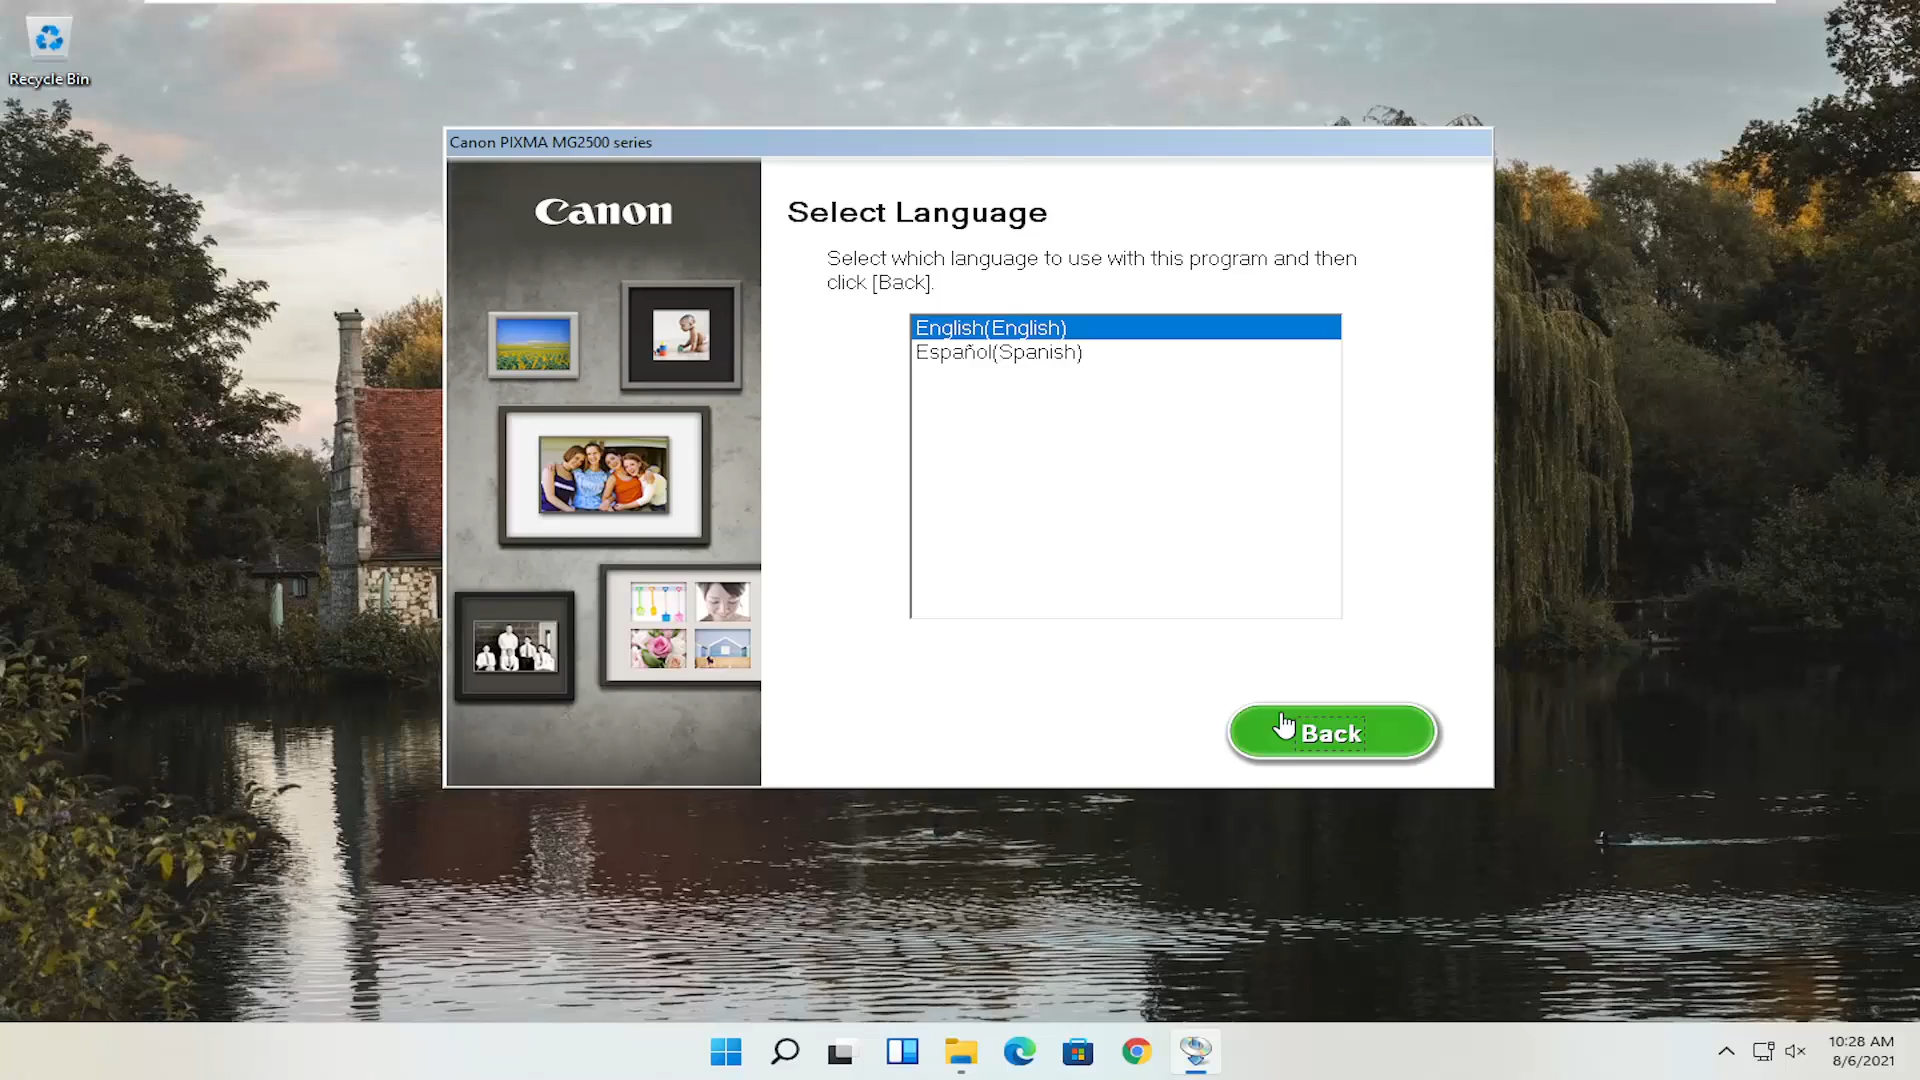 Recycle Bin
Canon PIXMA MG2500 series
Canon
Select Language
Select which language to use with this program and then
click [Back].
English(English)
Español(Spanish)
Back
10:28 AM
8/6/2021